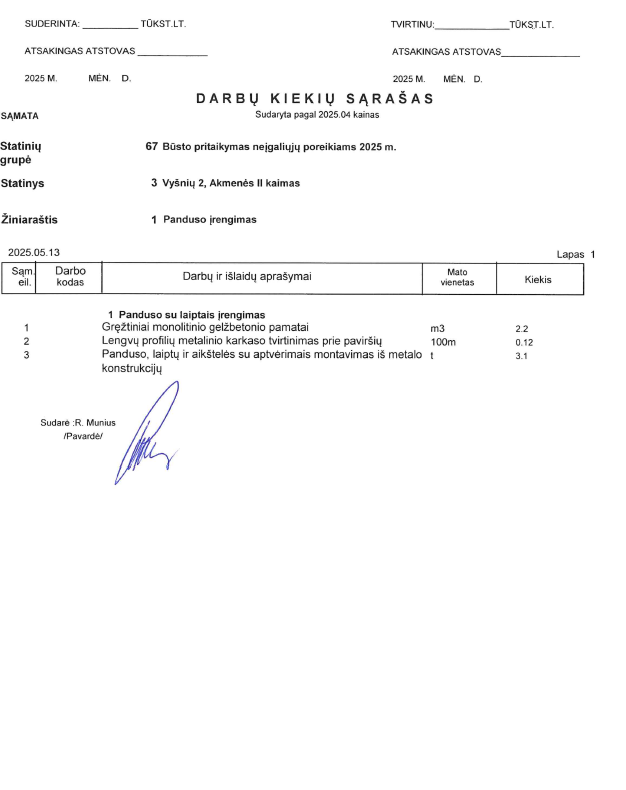 SUDERINTA: ___________ TŪKST.LT.
TVIRTINU:_______________TŪKST.LT.
ATSAKINGAS ATSTOVAS ______________
ATSAKINGAS ATSTOVAS________________
2025 M. MĖN. D.
2025 M. MĖN. D.
DARBŲ KIEKIŲ SĄRAŠAS
SĄMATA
Sudaryta pagal 2025.04 kainas
Statinių grupė
67 Būsto pritaikymas neįgaliųjų poreikiams 2025 m.
Statinys
3 Vyšnių 2, Akmenės II kaimas
Žiniaraštis
1 Panduso įrengimas
2025.05.13
Lapas 1
Sąm. eil.
Darbo kodas
Darbų ir išlaidų aprašymai
Mato vienetas
Kiekis
1 Panduso su laiptais įrengimas
1 Gręžtiniai monolitinio gelžbetonio pamatai m3 2.2
2 Lengvų profilių metalinio karkaso tvirtinimas prie paviršių 100m 0.12
3 Panduso, laiptų ir aikštelės su aptvėrimais montavimas iš metalo t 3.1
konstrukcijų
Sudarė :R. Munius
/Pavardė/